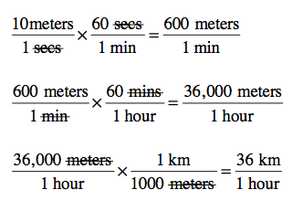 10meters/1 secs × 60 secs/1 min = 600 meters/1 min
600 meters/1 min × 60 mins/1 hour = 36,000 meters/1 hour
36,000 meters/1 hour × 1 km/1000 meters = 36 km/1 hour